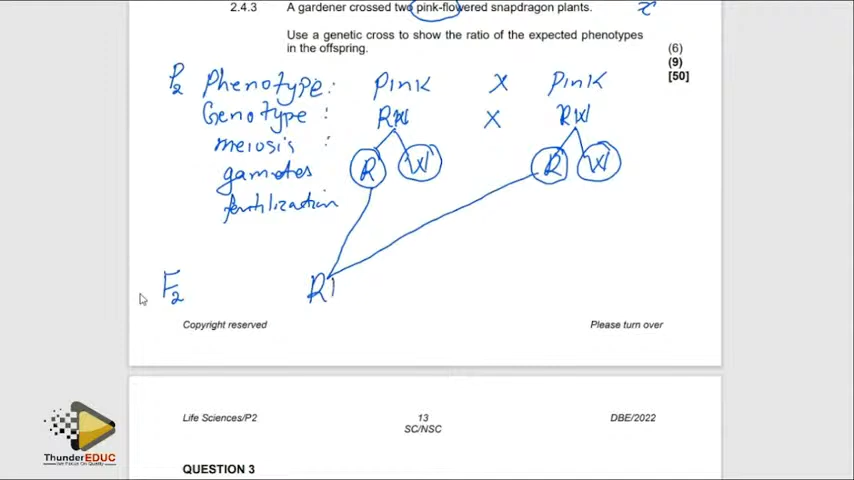 2.4.3 A gardener crossed two pink-flowered snapdragon plants.
Use a genetic cross to show the ratio of the expected phenotypes
in the offspring. (6)
(9)
[50]
P2 Phenotype: Pink X Pink
Genotype : RW X RW
meiosis :
R W R W
gametes
fertilization
F2 R
Copyright reserved Please turn over
Life Sciences/P2 13 DBE/2022
SC/NSC
ThunderEDUC
QUESTION 3